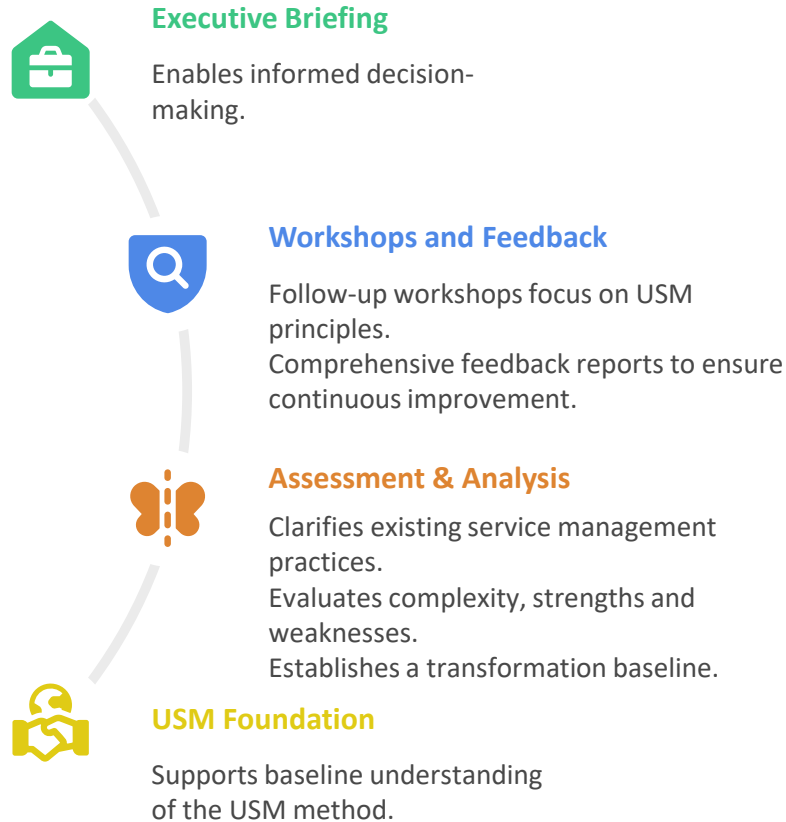 Executive Briefing
Enables informed decision-
making.
Workshops and Feedback
Follow-up workshops focus on USM
principles.
Comprehensive feedback reports to ensure
continuous improvement.
Assessment & Analysis
Clarifies existing service management
practices.
Evaluates complexity, strengths and
weaknesses.
Establishes a transformation baseline.
USM Foundation
Supports baseline understanding
of the USM method.